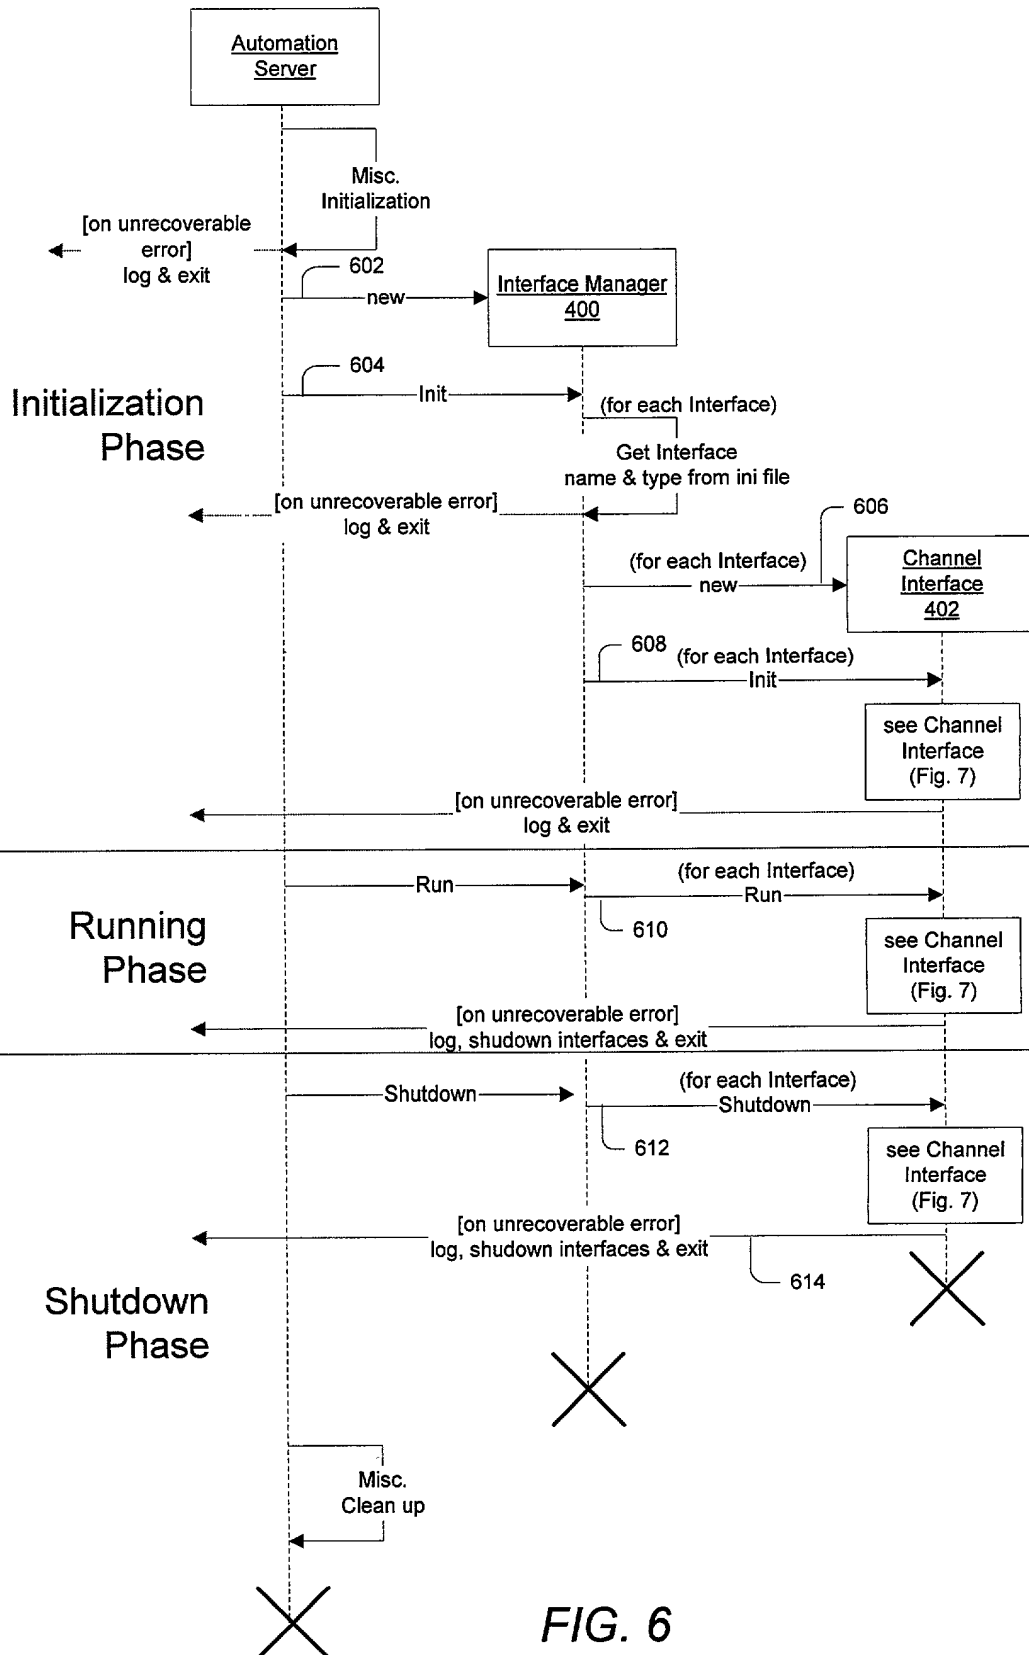 Automation
Server
Misc.
Initialization
[on unrecoverable
error]
log & exit
602
new
Interface Manager
400
604
Init
Initialization
Phase
(for each Interface)
Get Interface
name & type from ini file
[on unrecoverable error]
log & exit
606
(for each Interface)
new
Channel
Interface
402
608
(for each Interface)
Init
see Channel
Interface
(Fig. 7)
[on unrecoverable error]
log & exit
Run
(for each Interface)
Run
610
Running
Phase
see Channel
Interface
(Fig. 7)
[on unrecoverable error]
log, shudown interfaces & exit
Shutdown
(for each Interface)
Shutdown
612
see Channel
Interface
(Fig. 7)
[on unrecoverable error]
log, shudown interfaces & exit
614
Shutdown
Phase
Misc.
Clean up
FIG. 6